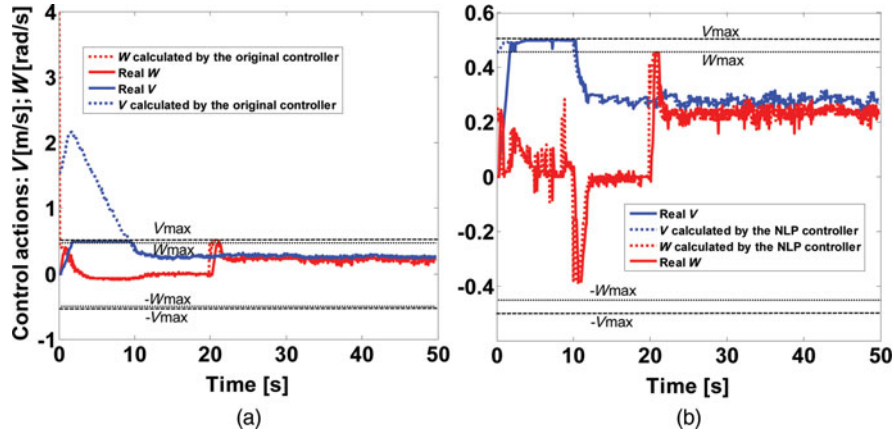 Control actions: V[m/s]; W[rad/s]
4
3
2
1
0
-1
W calculated by the original controller
Real W
Real V
V calculated by the original controller
Vmax
Wmax
-Wmax
-Vmax
0
10
20
30
40
50
Time [s]
(a)
0.6
0.4
0.2
0
-0.2
-0.4
Vmax
Wmax
Real V
V calculated by the NLP controller
W calculated by the NLP controller
Real W
-Wmax
-Vmax
0
10
20
30
40
50
Time [s]
(b)